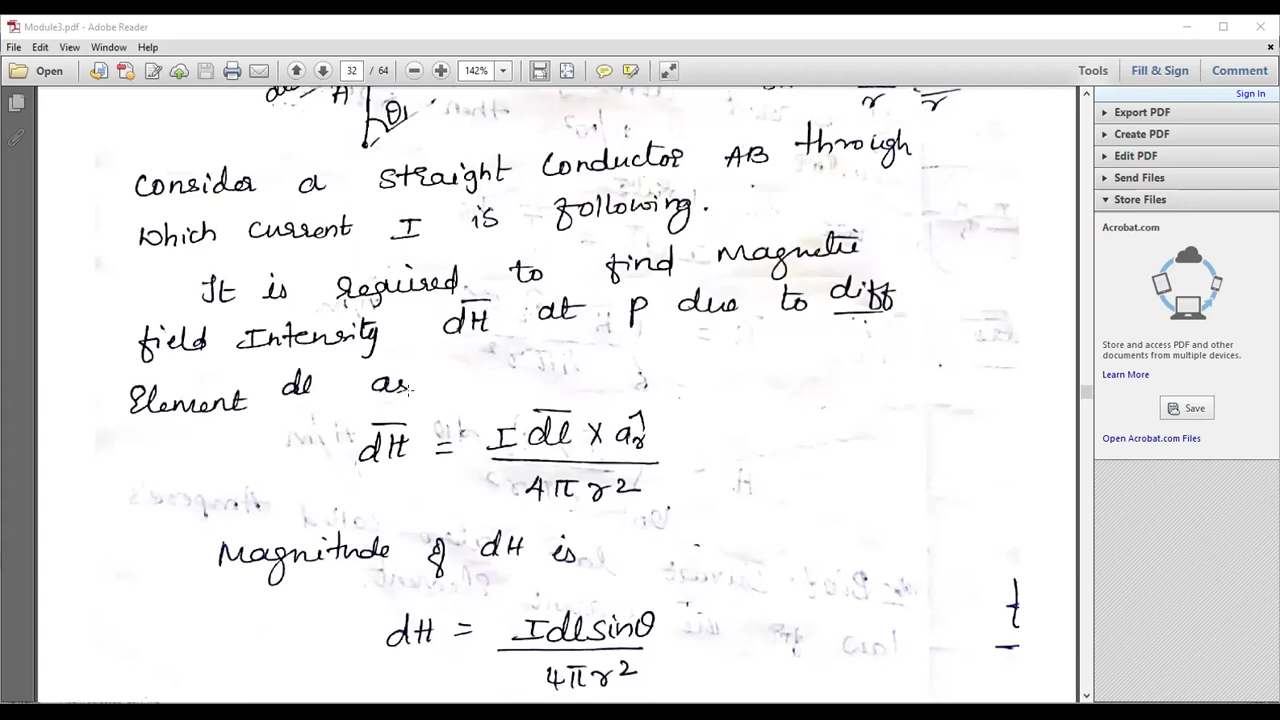 Module3.pdf - Adobe Reader
File Edit View Window Help
Open 32 / 64 142% Tools Fill & Sign Comment
Sign In
Export PDF
Create PDF
Edit PDF
Send Files
Store Files
Acrobat.com
Store and access PDF and other
documents from multiple devices.
Learn More
Save
Open Acrobat.com Files
A θ1
r r
Consider a straight Conductor AB through
which current I is following.
It is required to find Magnetic
field Intensity d̅H̅ at P due to diff
Element dl as
d̅H̅ = I d̅l̅ × âr
4πr2
Magnitude of dH is
dH = Idlsinθ
4πr2